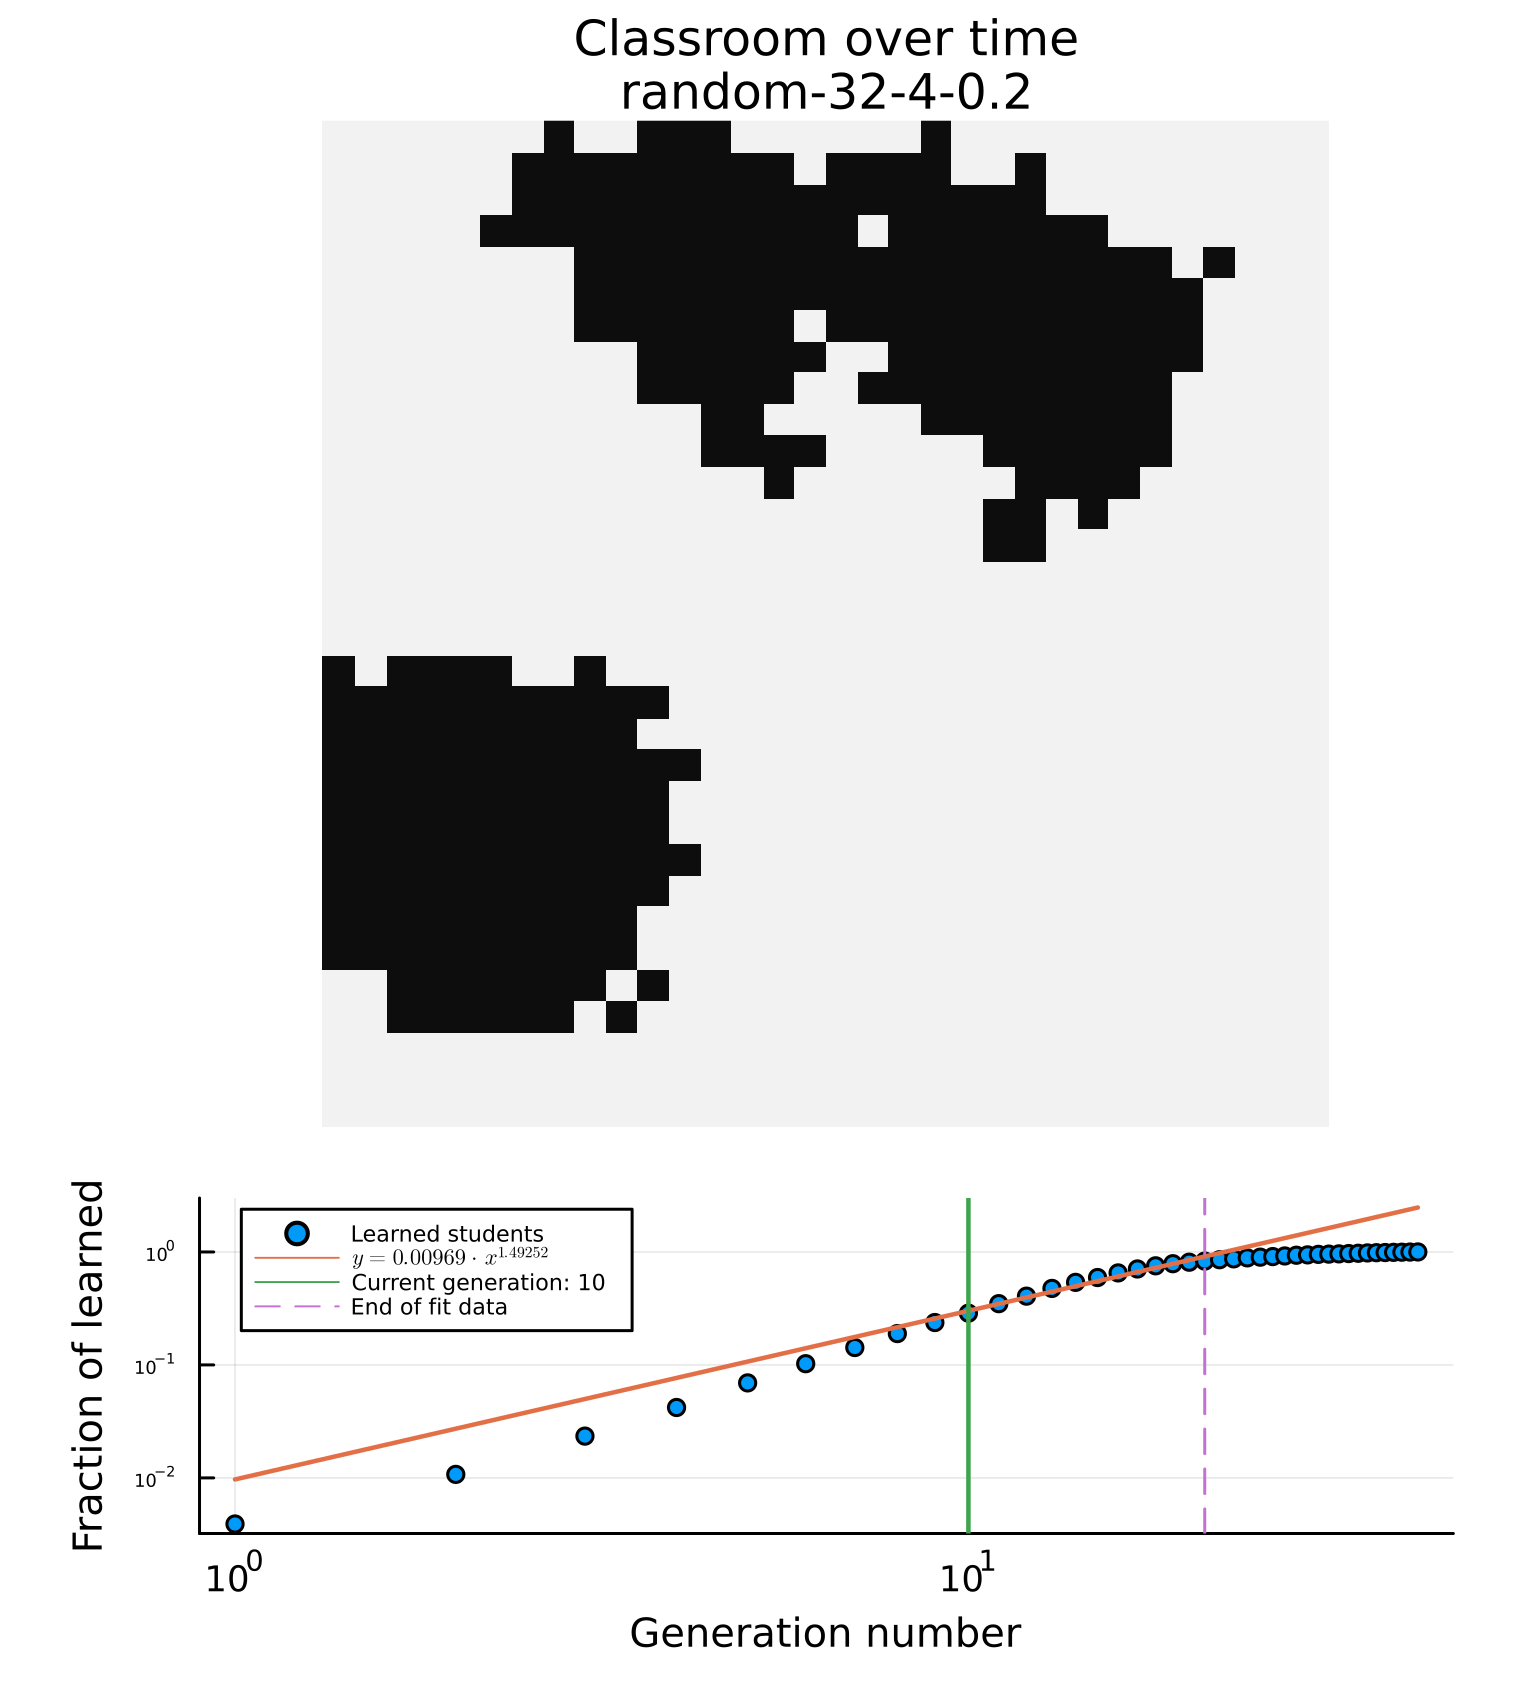 Classroom over time
random-32-4-0.2
Learned students
y = 0.00969 · x^1.49252
Current generation: 10
End of fit data
Fraction of learned
10^0
10^−1
10^−2
10^0
10^1
Generation number